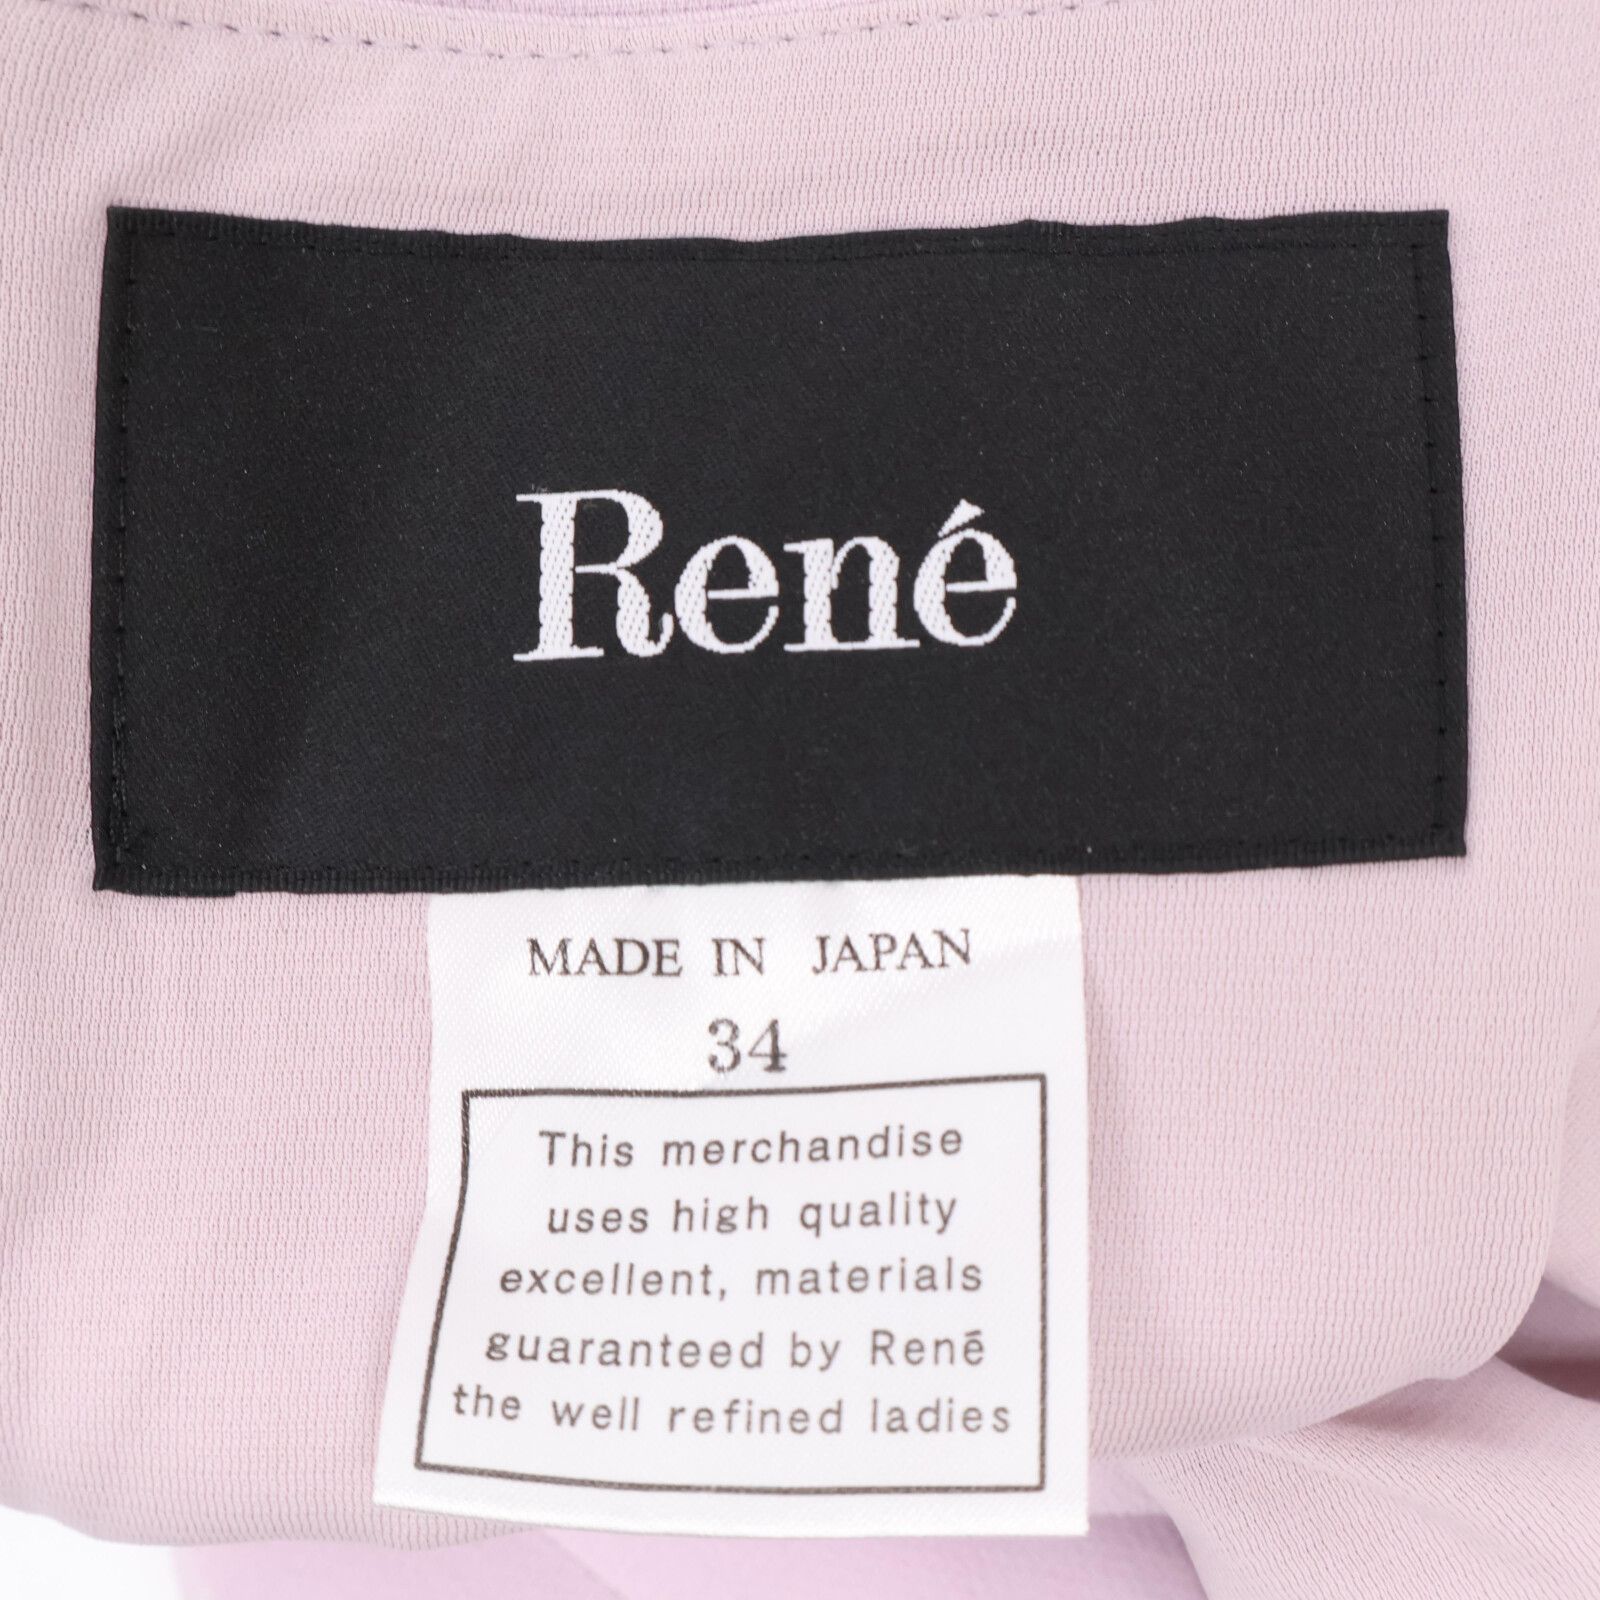 René
MADE IN JAPAN
34
This merchandise
uses high quality
excellent, materials
guaranteed by Renē
the well refined ladies